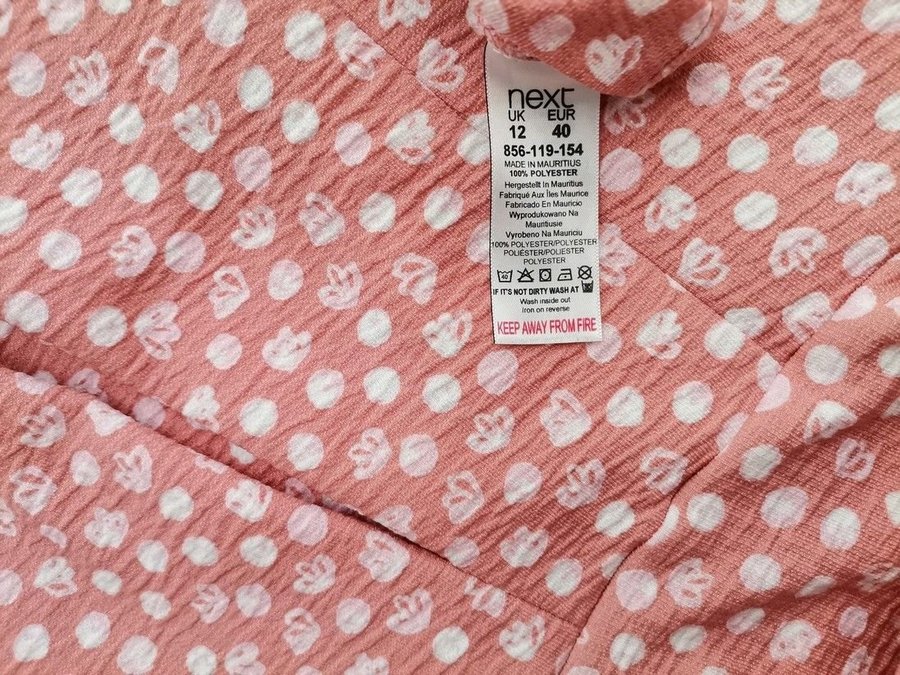 next
UK EUR
12 40
856-119-154
MADE IN MAURITIUS
100% POLYESTER
Hergestellt In Mauritius
Fabriqué Aux Îles Maurice
Fabricado En Mauricio
Wyprodukowano Na
Mauritiusie
Vyrobeno Na Mauriciu
100% POLYESTER/POLYESTER
POLIÉSTER/POLIESTER
POLYESTER
40
IF IT'S NOT DIRTY WASH AT
Wash inside out
Iron on reverse
KEEP AWAY FROM FIRE